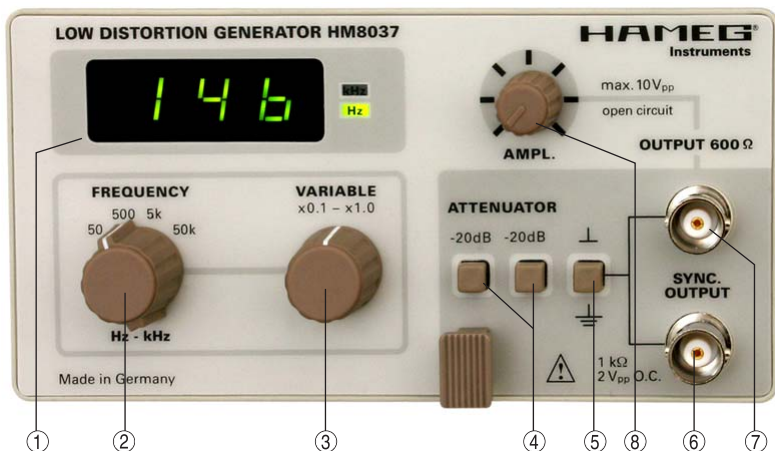 LOW DISTORTION GENERATOR HM8037
HAMEG®
Instruments
146
kHz
Hz
max. 10Vpp
open circuit
AMPL.
OUTPUT 600 Ω
FREQUENCY
50 500 5k 50k
Hz - kHz
VARIABLE
x0.1 – x1.0
ATTENUATOR
-20dB -20dB
SYNC.
OUTPUT
1 kΩ
2 Vpp O.C.
Made in Germany
1 2 3 4 5 8 6 7